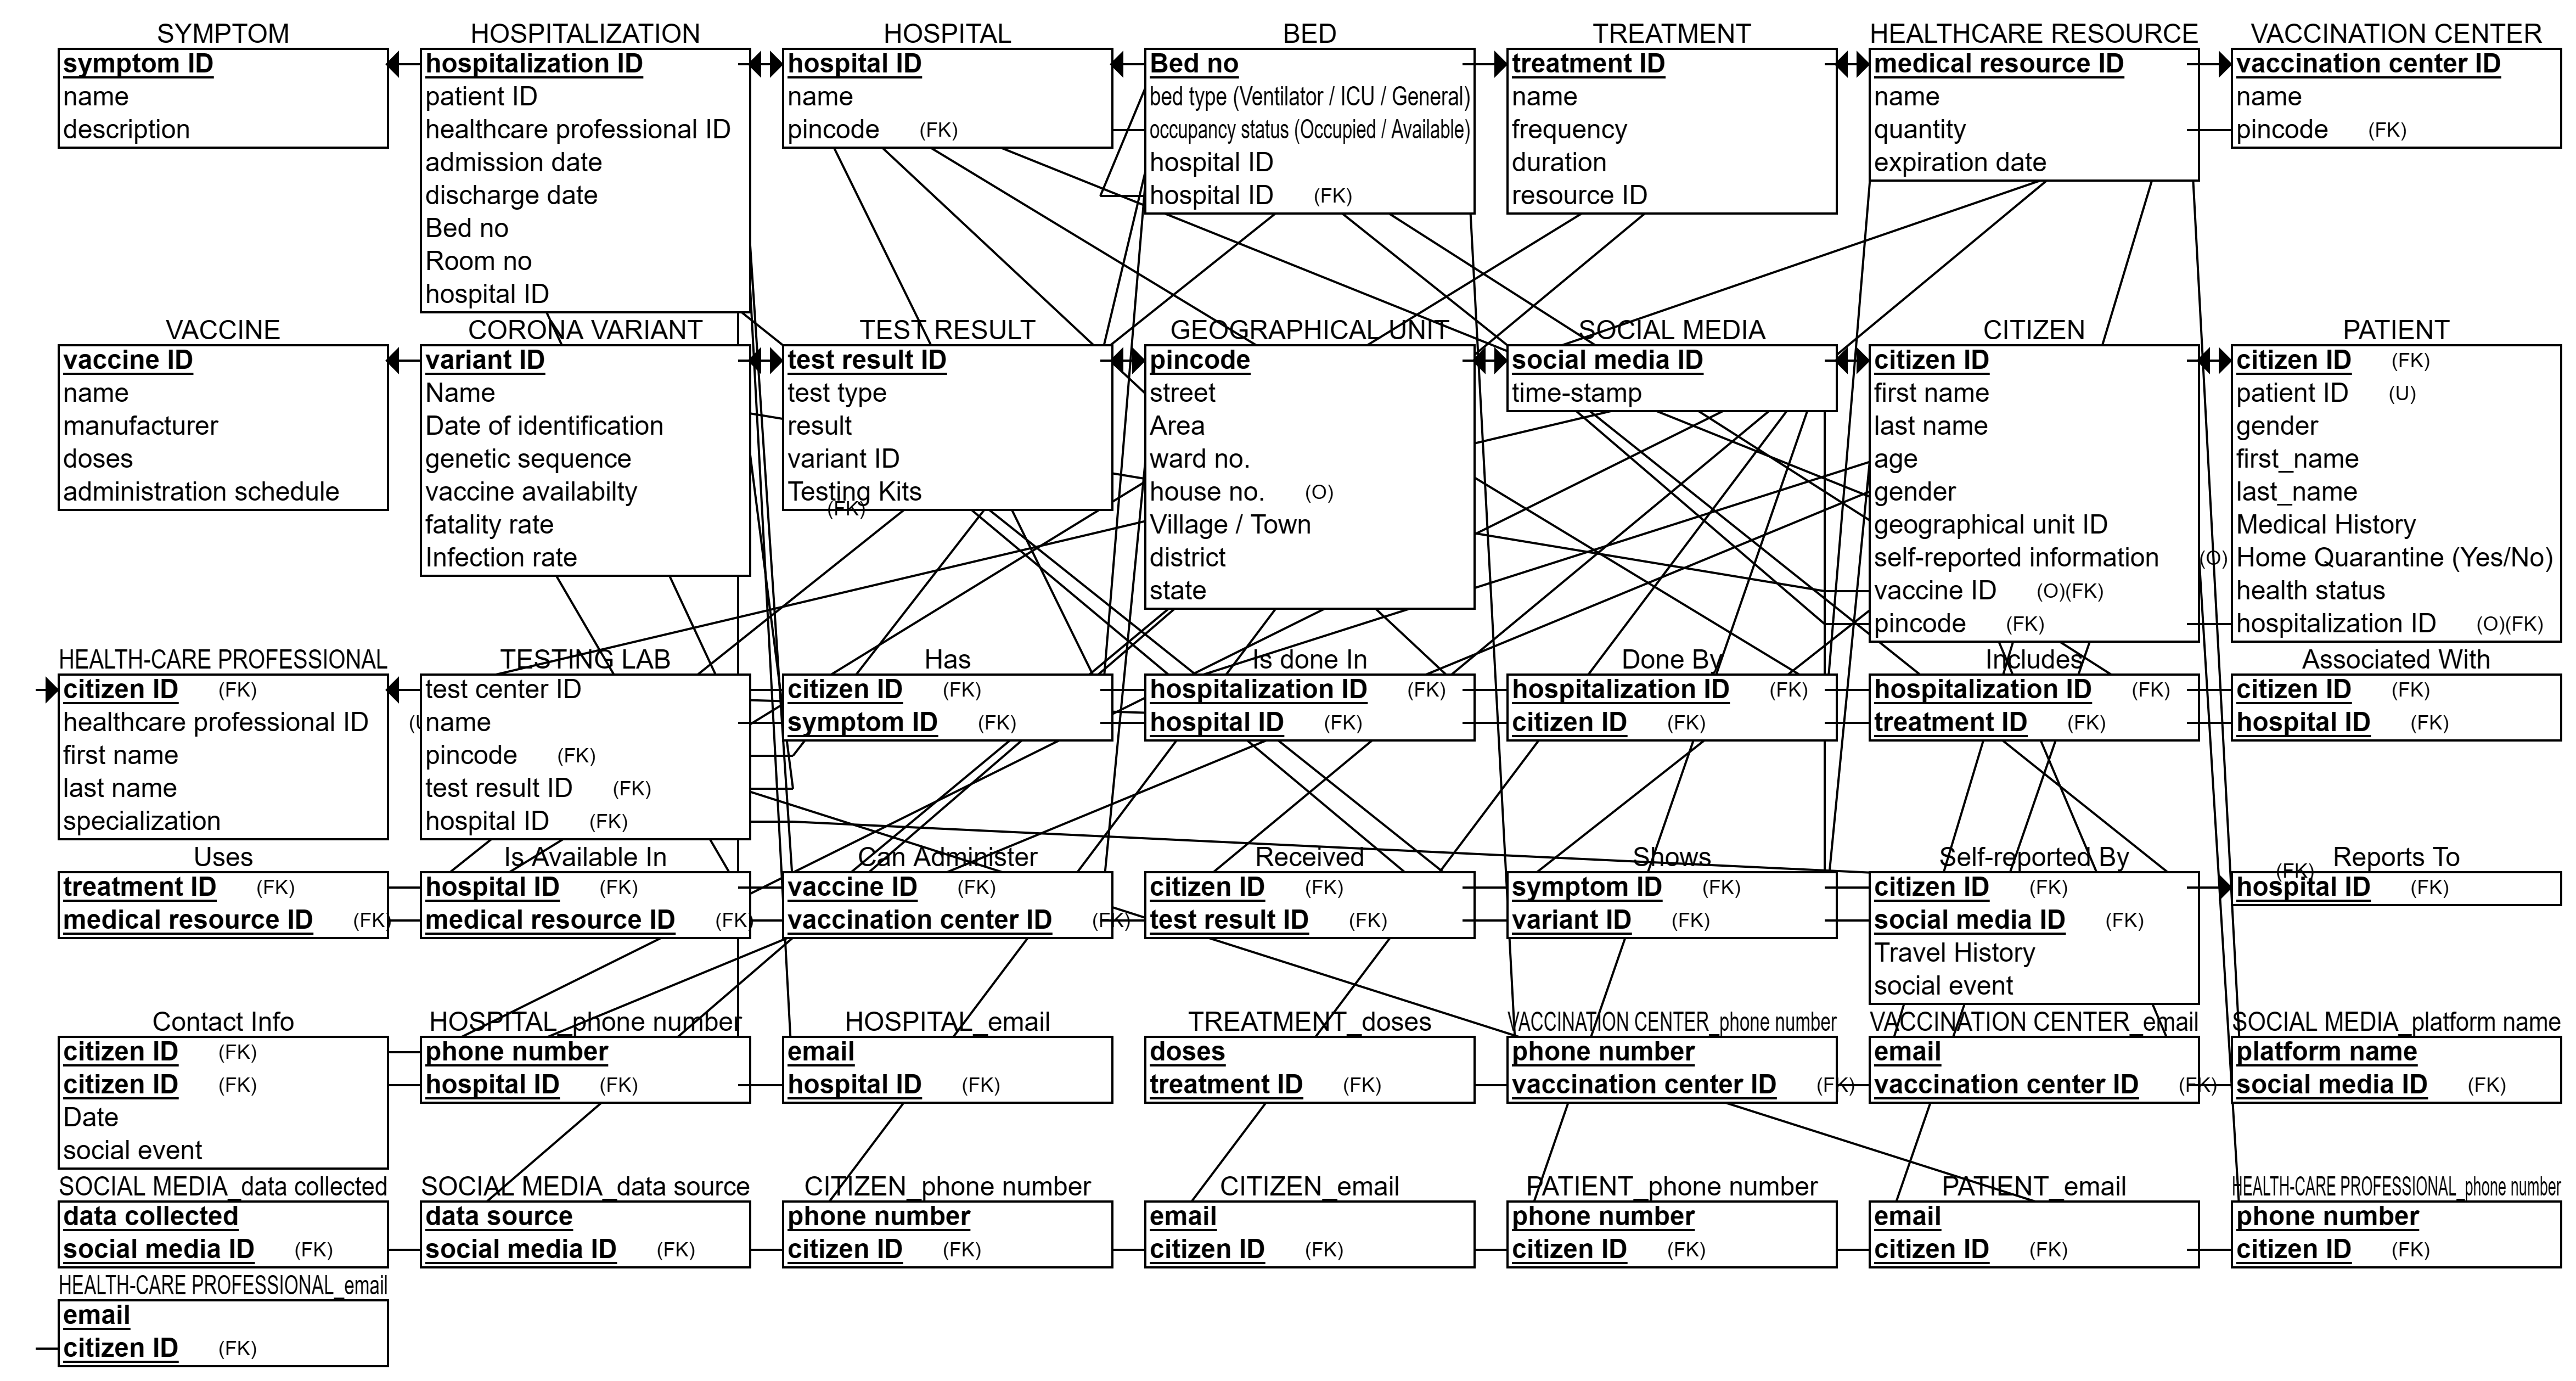 SYMPTOM
symptom ID
name
description
HOSPITALIZATION
hospitalization ID
patient ID
healthcare professional ID
admission date
discharge date
Bed no
Room no
hospital ID
HOSPITAL
hospital ID
name
pincode (FK)
BED
Bed no
bed type (Ventilator / ICU / General)
occupancy status (Occupied / Available)
hospital ID
hospital ID (FK)
TREATMENT
treatment ID
name
frequency
duration
resource ID
HEALTHCARE RESOURCE
medical resource ID
name
quantity
expiration date
VACCINATION CENTER
vaccination center ID
name
pincode (FK)
VACCINE
vaccine ID
name
manufacturer
doses
administration schedule
CORONA VARIANT
variant ID
Name
Date of identification
genetic sequence
vaccine availabilty
fatality rate
Infection rate
TEST RESULT
test result ID
test type
result
variant ID
Testing Kits
(FK)
GEOGRAPHICAL UNIT
pincode
street
Area
ward no.
house no. (O)
Village / Town
district
state
SOCIAL MEDIA
social media ID
time-stamp
CITIZEN
citizen ID
first name
last name
age
gender
geographical unit ID
self-reported information (O)
vaccine ID (O)(FK)
pincode (FK)
PATIENT
citizen ID (FK)
patient ID (U)
gender
first_name
last_name
Medical History
Home Quarantine (Yes/No)
health status
hospitalization ID (O)(FK)
HEALTH-CARE PROFESSIONAL
citizen ID (FK)
healthcare professional ID
first name
last name
specialization
TESTING LAB
test center ID
name
pincode (FK)
test result ID (FK)
hospital ID (FK)
Has
citizen ID (FK)
symptom ID (FK)
Is done In
hospitalization ID (FK)
hospital ID (FK)
Done By
hospitalization ID (FK)
citizen ID (FK)
Includes
hospitalization ID (FK)
treatment ID (FK)
Associated With
citizen ID (FK)
hospital ID (FK)
Uses
treatment ID (FK)
medical resource ID (FK)
Is Available In
hospital ID (FK)
medical resource ID (FK)
Can Administer
vaccine ID (FK)
vaccination center ID (FK)
Received
citizen ID (FK)
test result ID (FK)
Shows
symptom ID (FK)
variant ID (FK)
Self-reported By
citizen ID (FK)
social media ID (FK)
Travel History
social event
(FK)
Reports To
hospital ID (FK)
Contact Info
citizen ID (FK)
citizen ID (FK)
Date
social event
HOSPITAL_phone number
phone number
hospital ID (FK)
HOSPITAL_email
email
hospital ID (FK)
TREATMENT_doses
doses
treatment ID (FK)
VACCINATION CENTER_phone number
phone number
vaccination center ID (FK)
VACCINATION CENTER_email
email
vaccination center ID (FK)
SOCIAL MEDIA_platform name
platform name
social media ID (FK)
SOCIAL MEDIA_data collected
data collected
social media ID (FK)
SOCIAL MEDIA_data source
data source
social media ID (FK)
CITIZEN_phone number
phone number
citizen ID (FK)
CITIZEN_email
email
citizen ID (FK)
PATIENT_phone number
phone number
citizen ID (FK)
PATIENT_email
email
citizen ID (FK)
HEALTH-CARE PROFESSIONAL_phone number
phone number
citizen ID (FK)
HEALTH-CARE PROFESSIONAL_email
email
citizen ID (FK)